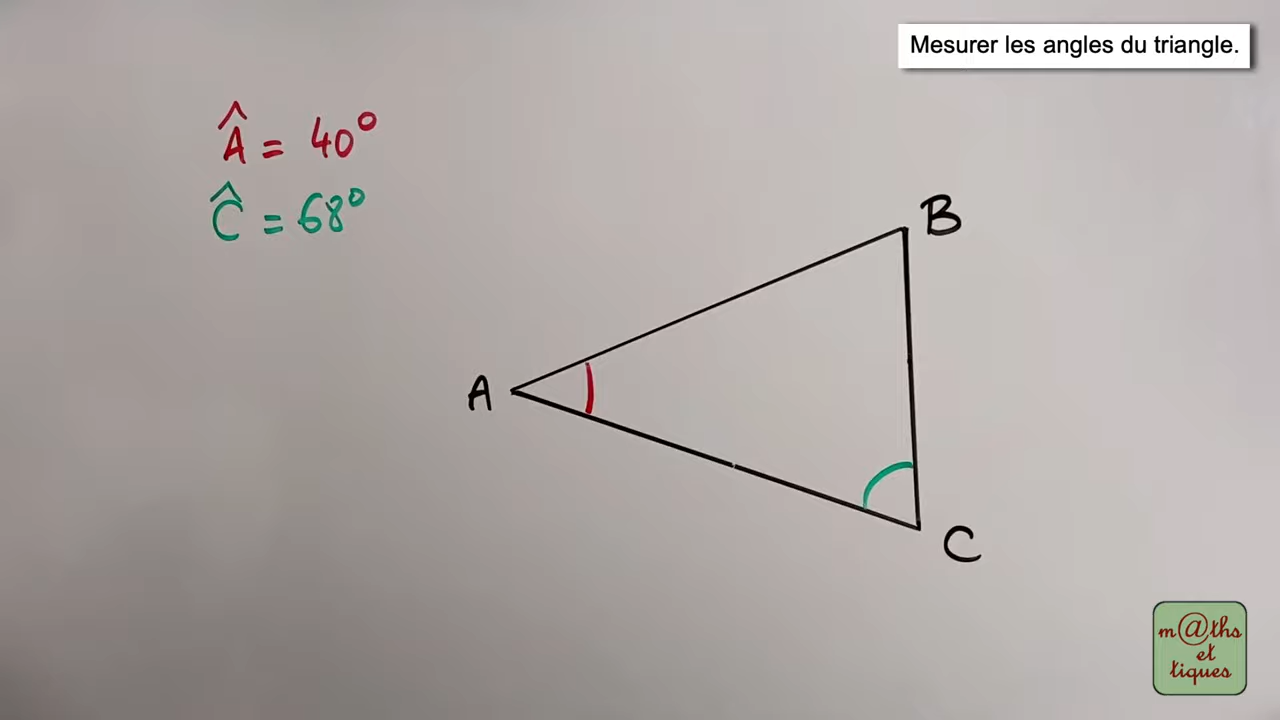 Mesurer les angles du triangle.
Â = 40°
Ĉ = 68°
B
A
C
m@ths
et
tiques